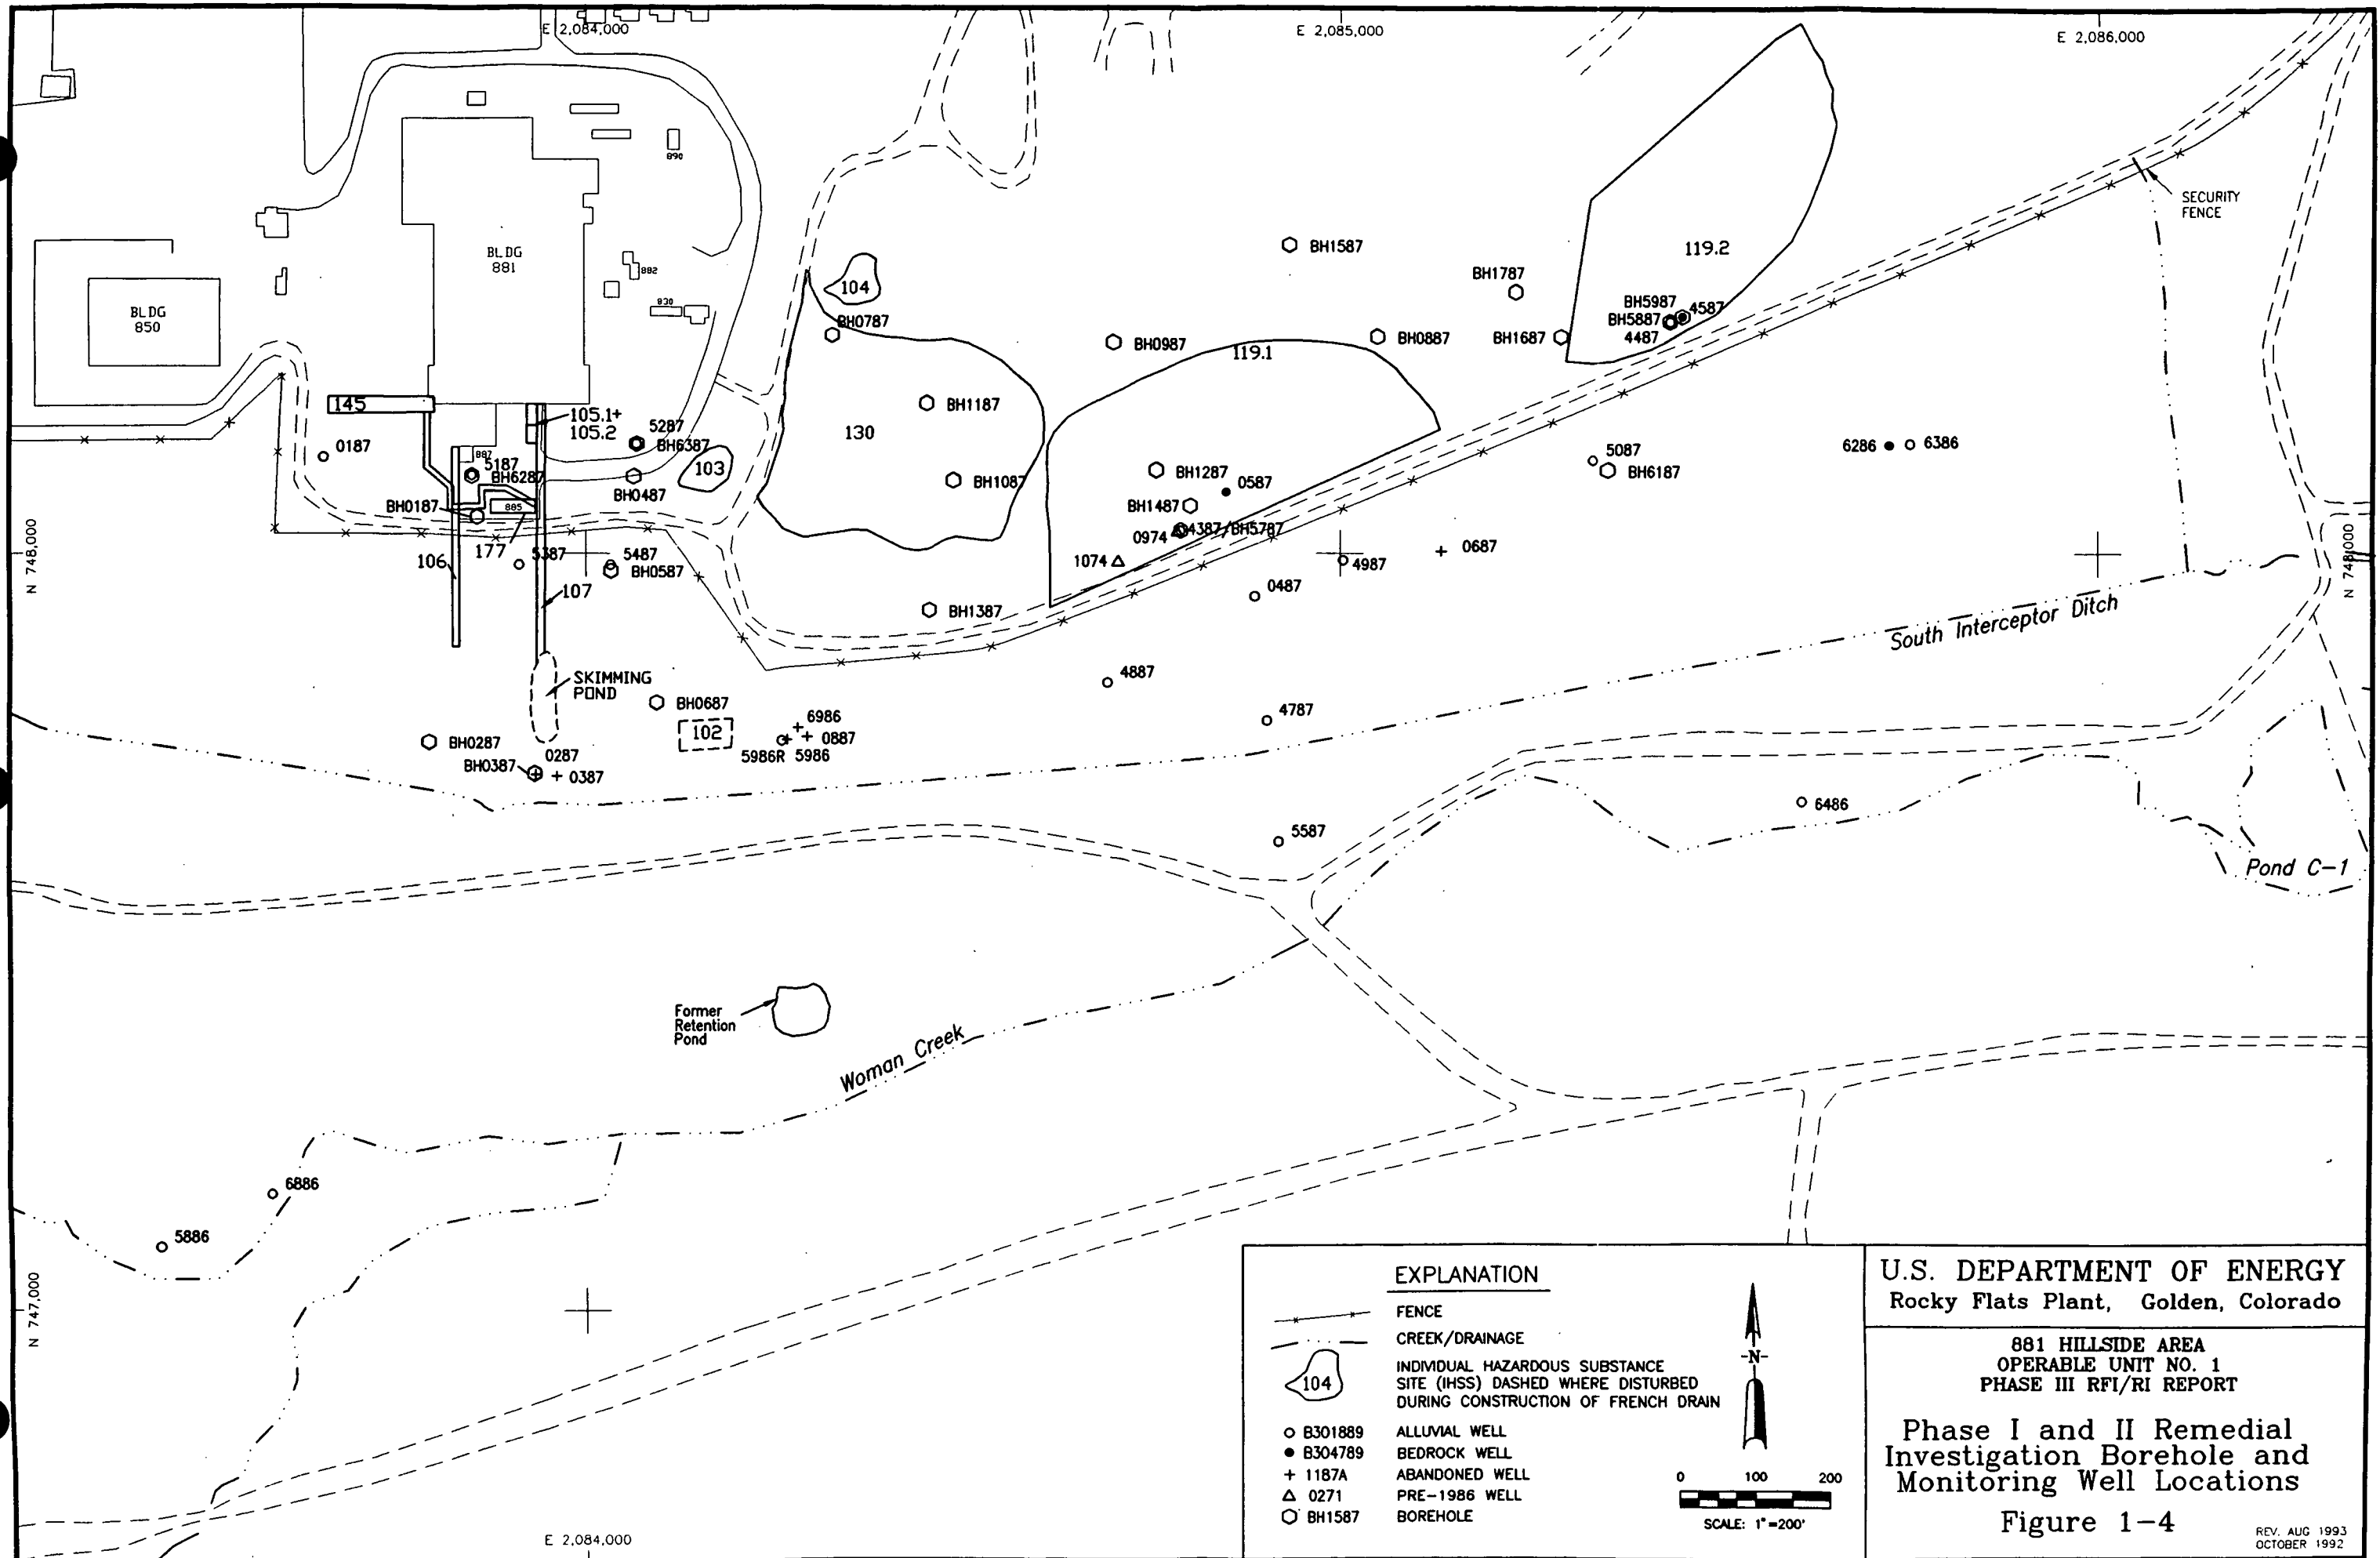 E 2,084,000
E 2,085,000
E 2,086,000
890
SECURITY
FENCE
BLDG
881
882
830
BLDG
850
104
BH0787
BH1587
BH1787
119.2
BH5987
4587
BH5887
4487
BH0987
119.1
BH0887
BH1687
145
105.1+
105.2
5287
BH6387
0187
887
5187
BH6287
103
BH0487
BH1187
130
BH1087
BH1287
0587
BH1487
0974
4387/BH5787
1074
5087
BH6187
6286
6386
BH0187
885
177
106
5387
5487
BH0587
107
4987
0687
0487
BH1387
N 748,000
N 748,000
South Interceptor Ditch
SKIMMING
POND
BH0687
102
6986
0887
5986R
5986
4887
4787
BH0287
0287
BH0387
0387
6486
5587
Pond C-1
Former
Retention
Pond
Woman Creek
6886
5886
N 747,000
E 2,084,000
EXPLANATION
FENCE
CREEK/DRAINAGE
104
INDIVIDUAL HAZARDOUS SUBSTANCE
SITE (IHSS) DASHED WHERE DISTURBED
DURING CONSTRUCTION OF FRENCH DRAIN
B301889 ALLUVIAL WELL
B304789 BEDROCK WELL
1187A ABANDONED WELL
0271 PRE-1986 WELL
BH1587 BOREHOLE
-N-
0 100 200
SCALE: 1"=200'
U.S. DEPARTMENT OF ENERGY
Rocky Flats Plant, Golden, Colorado
881 HILLSIDE AREA
OPERABLE UNIT NO. 1
PHASE III RFI/RI REPORT
Phase I and II Remedial
Investigation Borehole and
Monitoring Well Locations
Figure 1-4
REV. AUG 1993
OCTOBER 1992